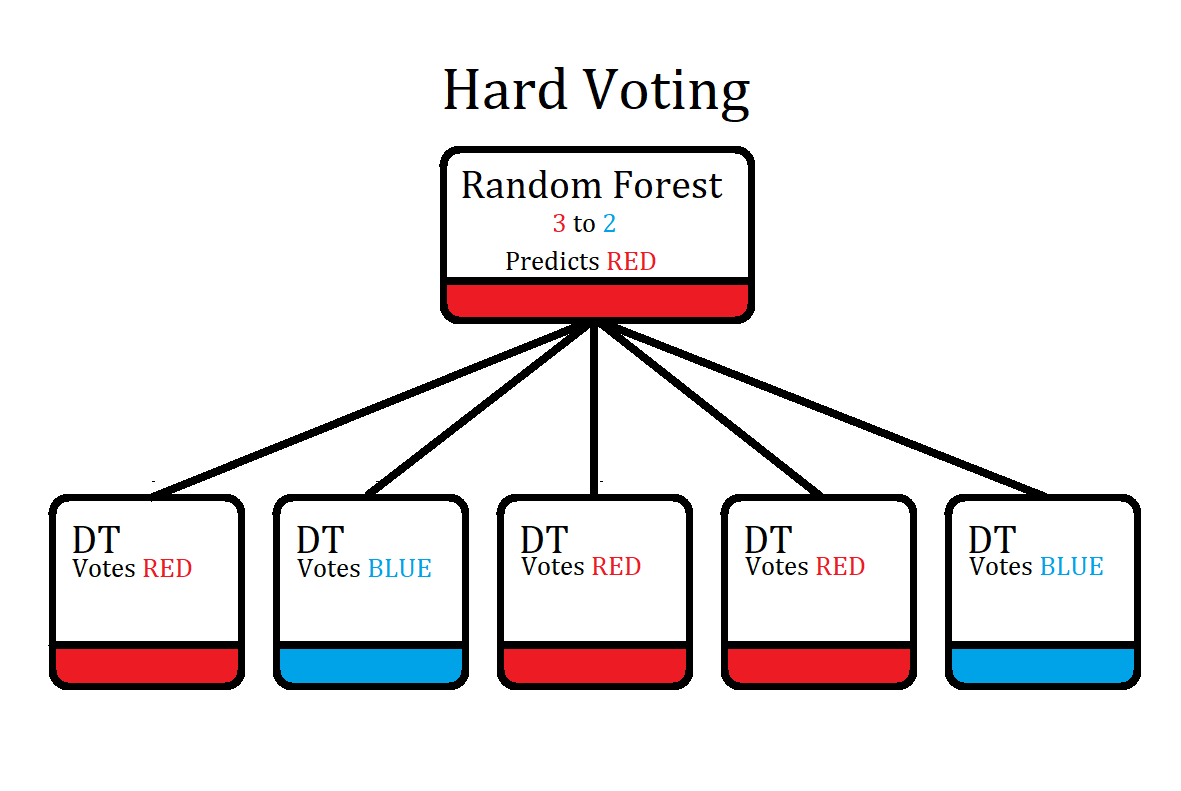 Hard Voting
Random Forest
3 to 2
Predicts RED
DT
Votes RED
DT
Votes BLUE
DT
Votes RED
DT
Votes RED
DT
Votes BLUE